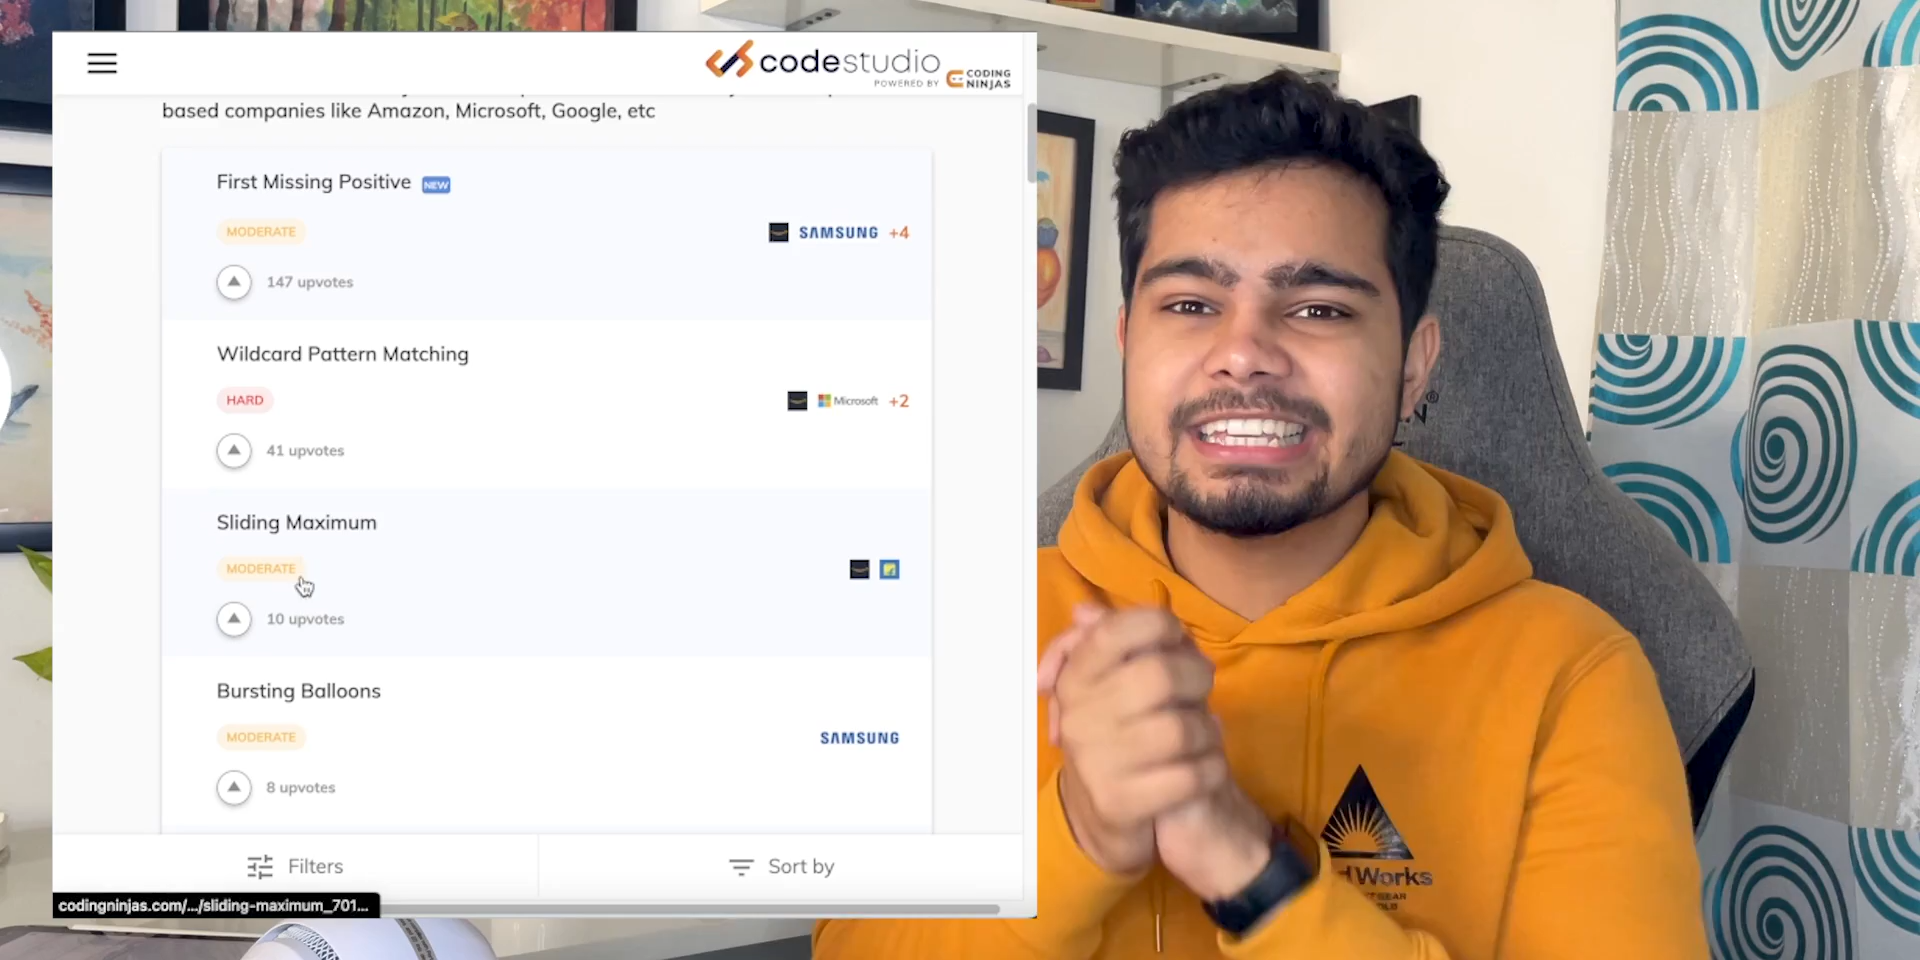 codestudio
POWERED BY CODING NINJAS
based companies like Amazon, Microsoft, Google, etc
First Missing Positive NEW
MODERATE
SAMSUNG +4
147 upvotes
Wildcard Pattern Matching
HARD
Microsoft +2
41 upvotes
Sliding Maximum
MODERATE
10 upvotes
Bursting Balloons
MODERATE
SAMSUNG
8 upvotes
Filters
Sort by
codingninjas.com/.../sliding-maximum_701...
Works